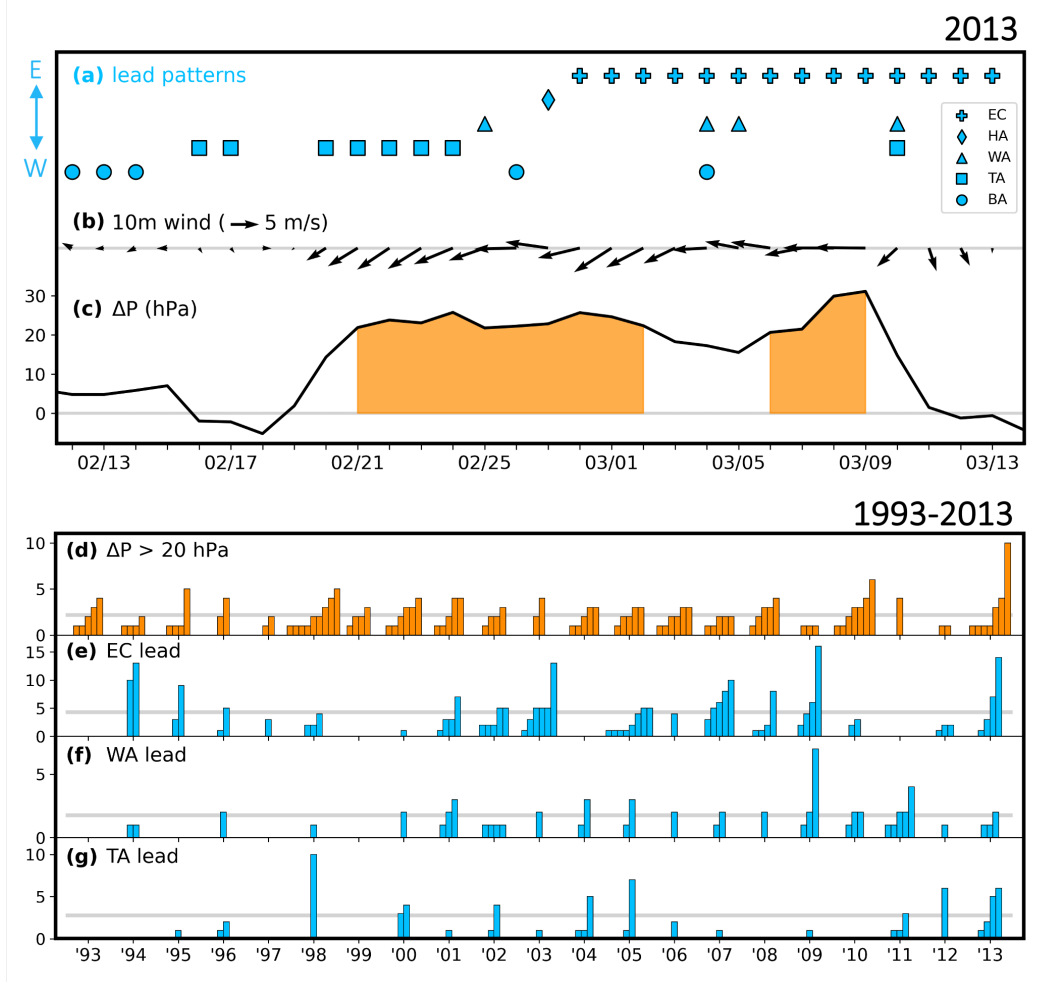 2013
E
W
(a) lead patterns
EC
HA
WA
TA
BA
(b) 10m wind ( 5 m/s)
(c) ΔP (hPa)
30
20
10
0
02/13 02/17 02/21 02/25 03/01 03/05 03/09 03/13
1993-2013
(d) ΔP > 20 hPa
10
5
0
(e) EC lead
15
10
5
0
(f) WA lead
5
0
(g) TA lead
10
5
0
'93 '94 '95 '96 '97 '98 '99 '00 '01 '02 '03 '04 '05 '06 '07 '08 '09 '10 '11 '12 '13